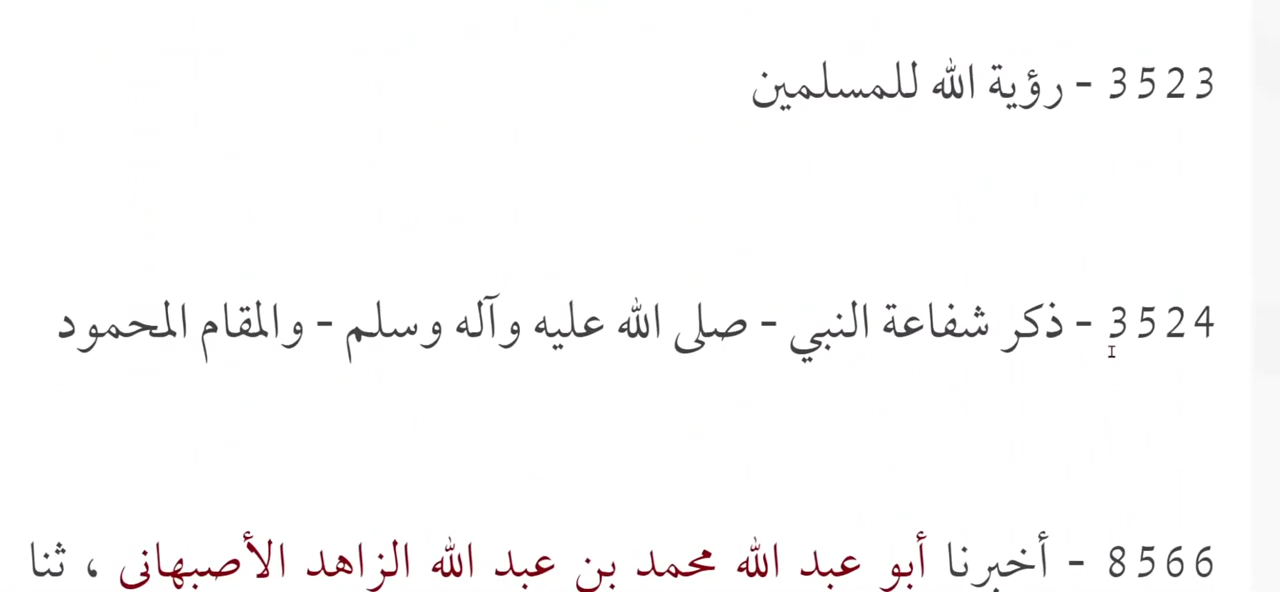 3523 - رؤية الله للمسلمين
3524 - ذكر شفاعة النبي - صلى الله عليه وآله وسلم - والمقام المحمود
8566 - أخبرنا أبو عبد الله محمد بن عبد الله الزاهد الأصبهانى ، ثنا